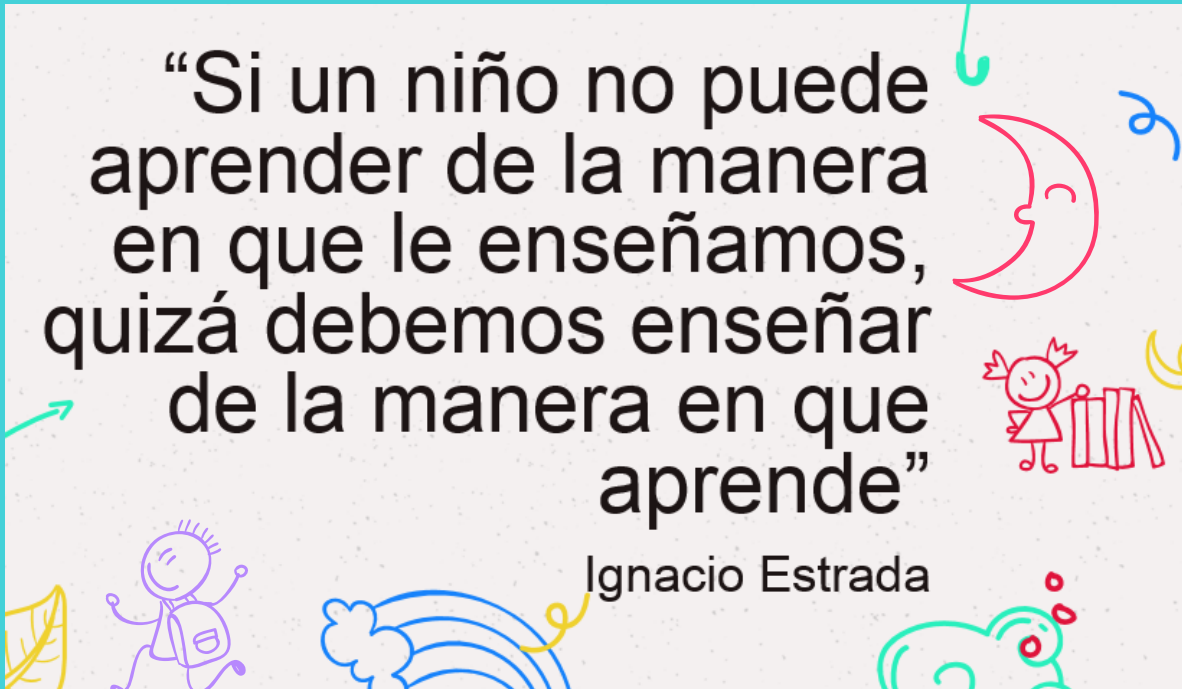 “Si un niño no puede
aprender de la manera
en que le enseñamos,
quizá debemos enseñar
de la manera en que
aprende”
Ignacio Estrada